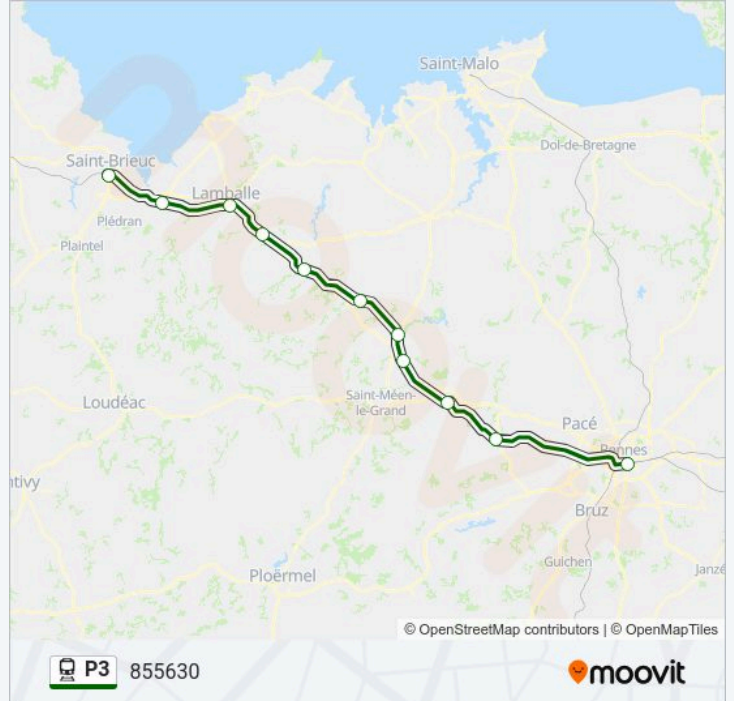 Saint-Malo
Dol-de-Bretagne
Saint-Brieuc
Lamballe
Plédran
Plaintel
Saint-Méen-
le-Grand
Loudéac
Pacé
Rennes
ntivy
Bruz
Guichen
Ploërmel
Janzé
© OpenStreetMap contributors | © OpenMapTiles
P3 855630
moovit